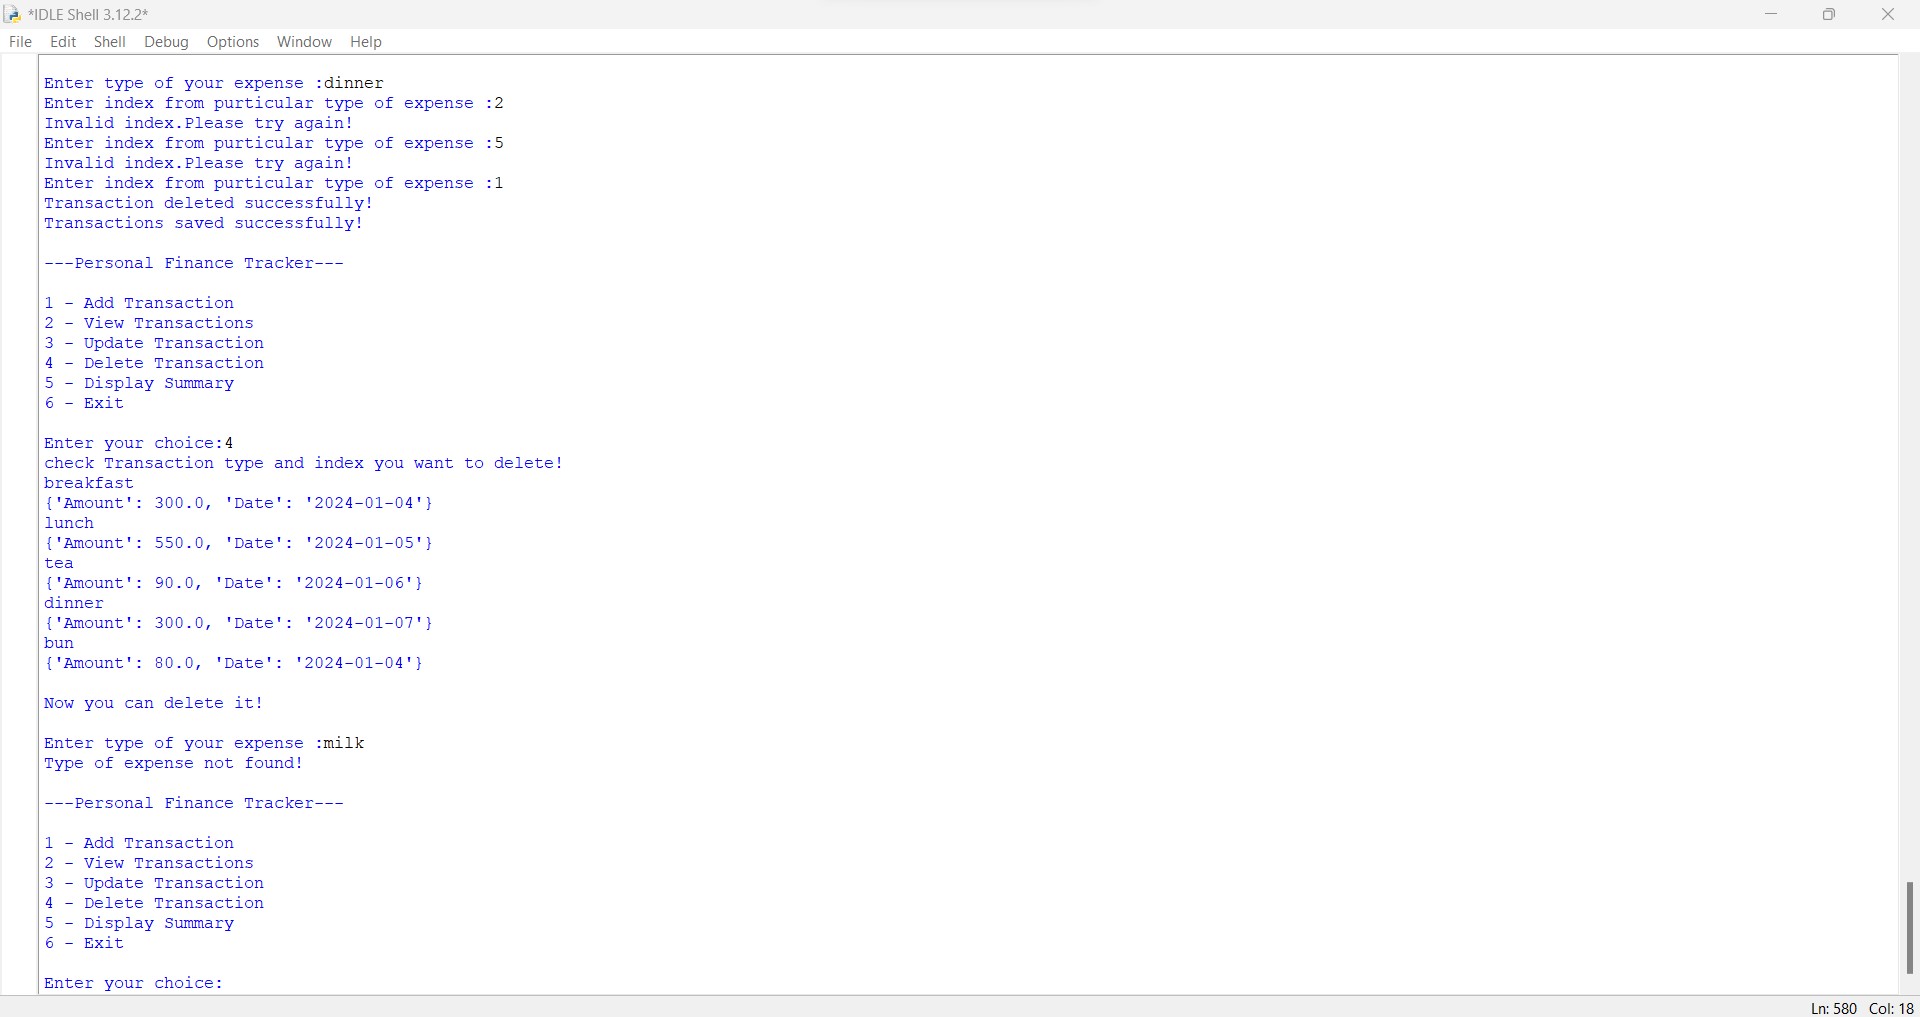 *IDLE Shell 3.12.2*
File Edit Shell Debug Options Window Help
Enter type of your expense :dinner
Enter index from purticular type of expense :2
Invalid index.Please try again!
Enter index from purticular type of expense :5
Invalid index.Please try again!
Enter index from purticular type of expense :1
Transaction deleted successfully!
Transactions saved successfully!
---Personal Finance Tracker---
1 - Add Transaction
2 - View Transactions
3 - Update Transaction
4 - Delete Transaction
5 - Display Summary
6 - Exit
Enter your choice:4
check Transaction type and index you want to delete!
breakfast
{'Amount': 300.0, 'Date': '2024-01-04'}
lunch
{'Amount': 550.0, 'Date': '2024-01-05'}
tea
{'Amount': 90.0, 'Date': '2024-01-06'}
dinner
{'Amount': 300.0, 'Date': '2024-01-07'}
bun
{'Amount': 80.0, 'Date': '2024-01-04'}
Now you can delete it!
Enter type of your expense :milk
Type of expense not found!
---Personal Finance Tracker---
1 - Add Transaction
2 - View Transactions
3 - Update Transaction
4 - Delete Transaction
5 - Display Summary
6 - Exit
Enter your choice:
Ln: 580 Col: 18